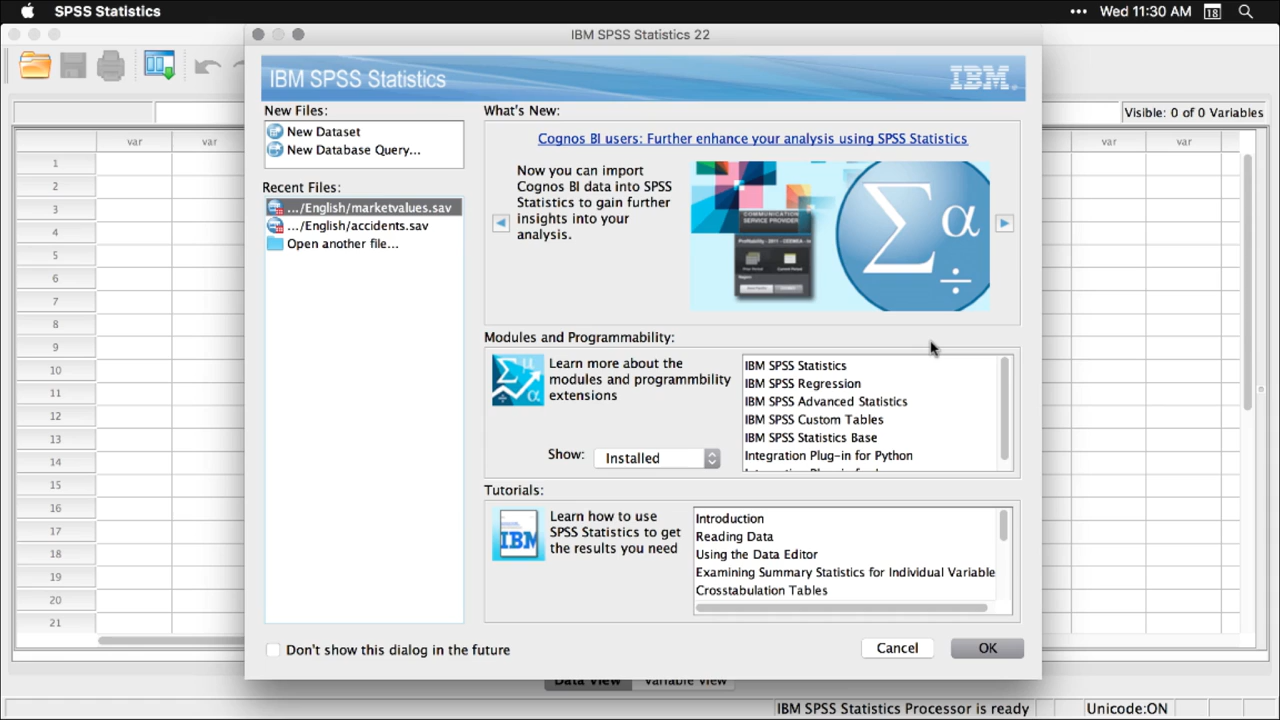 SPSS Statistics
Wed 11:30 AM
18
IBM SPSS Statistics 22
IBM SPSS Statistics
IBM.
New Files:
New Dataset
New Database Query...
Recent Files:
.../English/marketvalues.sav
.../English/accidents.sav
Open another file...
What's New:
Cognos BI users: Further enhance your analysis using SPSS Statistics
Now you can import
Cognos BI data into SPSS
Statistics to gain further
insights into your
analysis.
COMMUNICATION
SERVICE PROVIDER
Σ α ÷
Modules and Programmability:
Learn more about the
modules and programmbility
extensions
Show: Installed
IBM SPSS Statistics
IBM SPSS Regression
IBM SPSS Advanced Statistics
IBM SPSS Custom Tables
IBM SPSS Statistics Base
Integration Plug-in for Python
Tutorials:
IBM
Learn how to use
SPSS Statistics to get
the results you need
Introduction
Reading Data
Using the Data Editor
Examining Summary Statistics for Individual Variable
Crosstabulation Tables
Don't show this dialog in the future
Cancel
OK
Visible: 0 of 0 Variables
var var var var
1
2
3
5
6
7
8
9
10
11
12
13
14
15
16
17
18
19
20
21
Data View Variable View
IBM SPSS Statistics Processor is ready
Unicode:ON